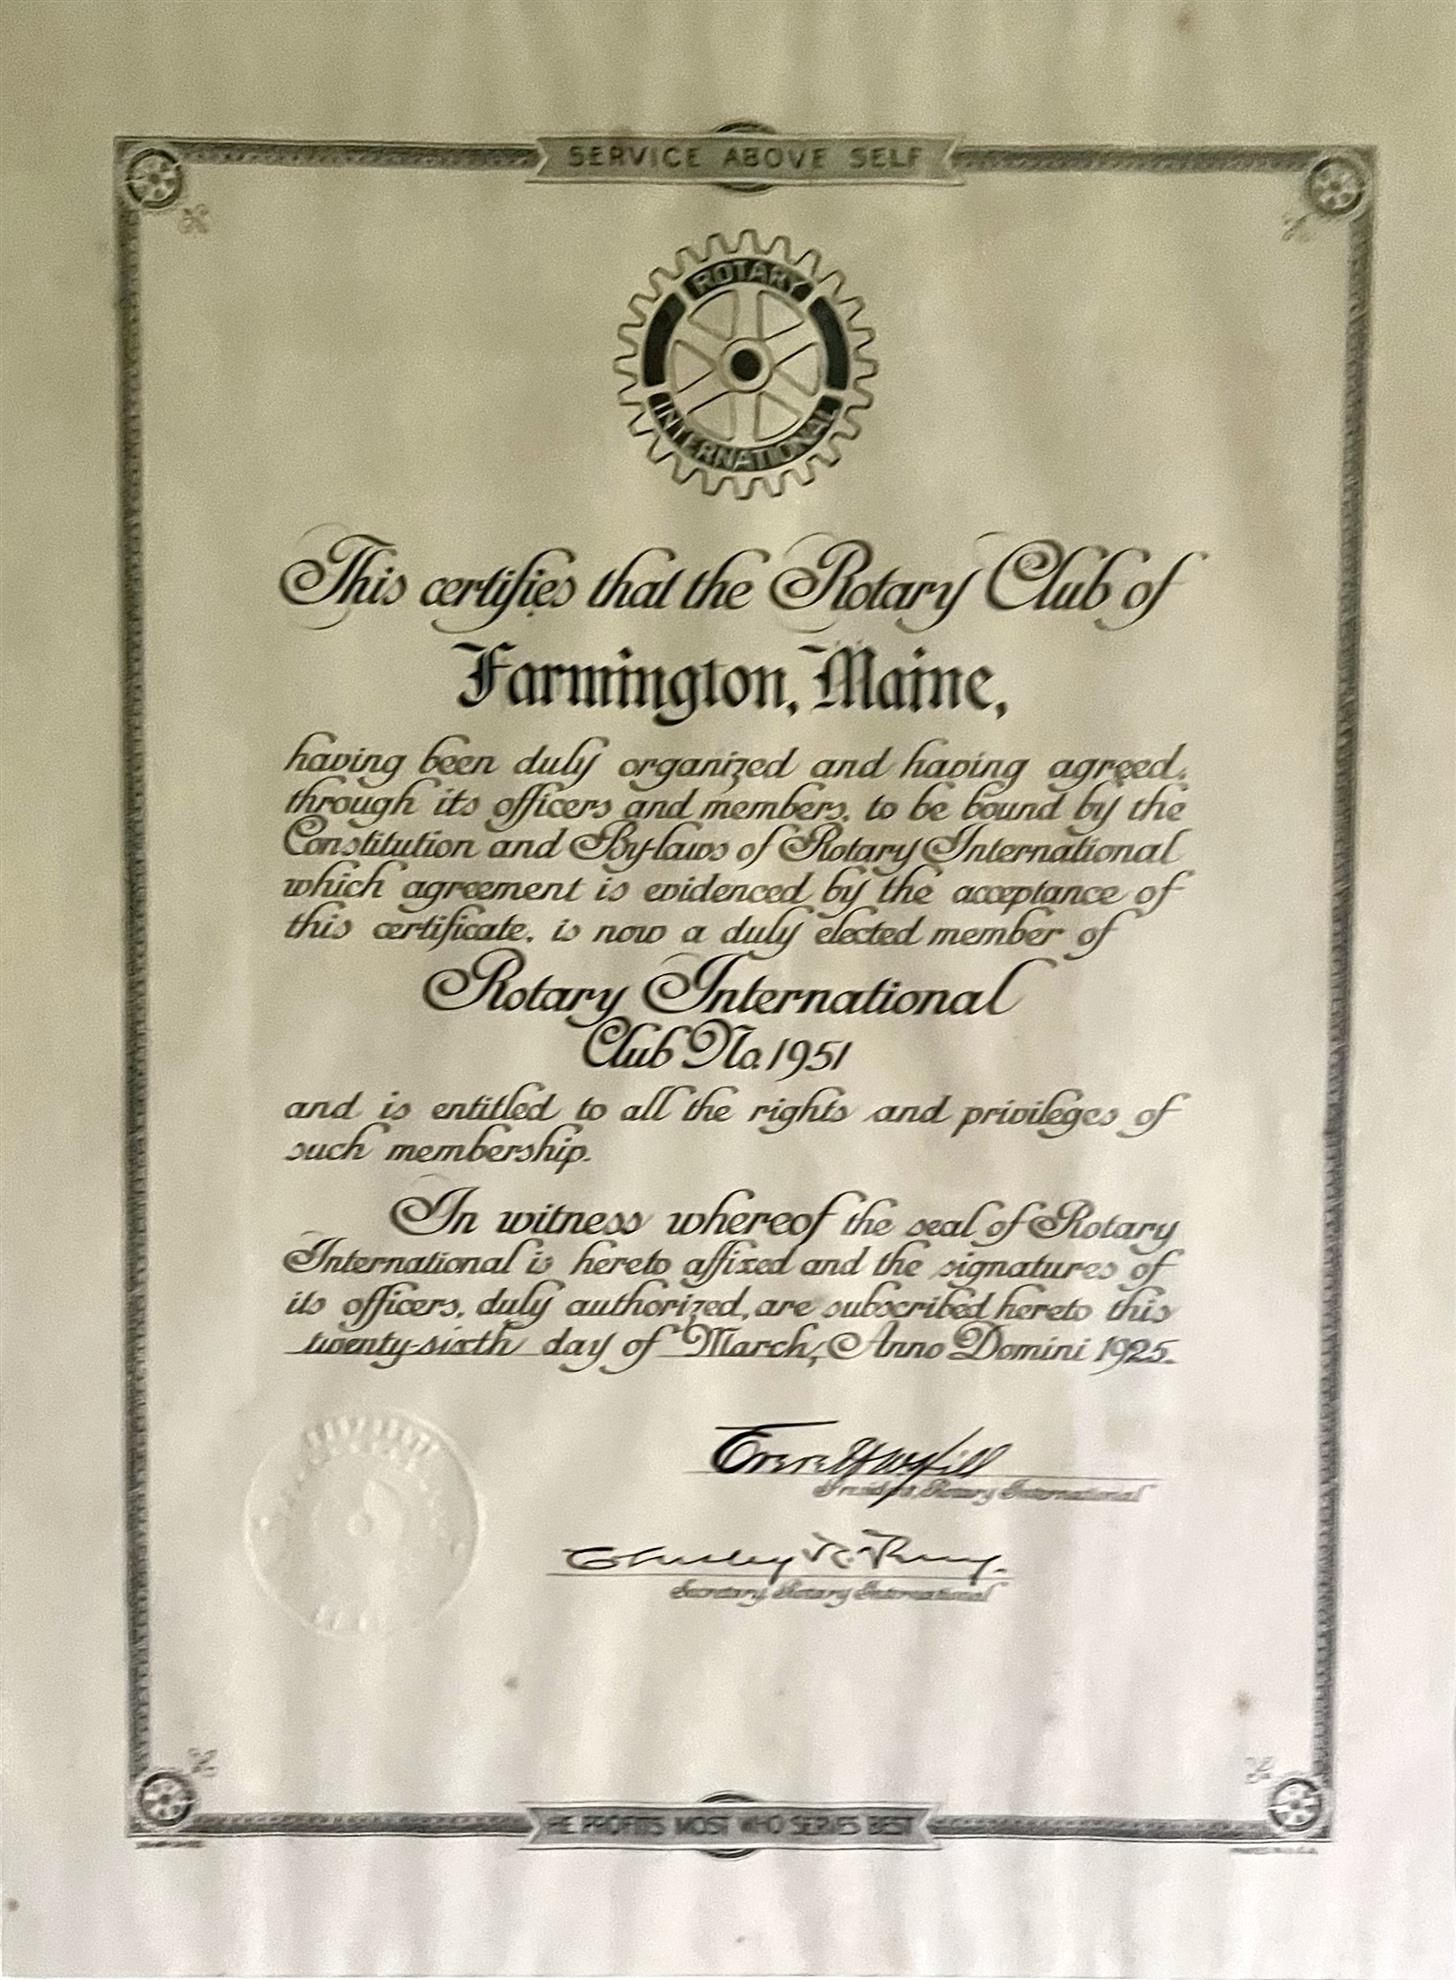 SERVICE ABOVE SELF
ROTARY
INTERNATIONAL
This certifies that the Rotary Club of
Farmington, Maine,
having been duly organized and having agreed,
through its officers and members, to be bound by the
Constitution and By-laws of Rotary International
which agreement is evidenced by the acceptance of
this certificate, is now a duly elected member of
Rotary International
Club No. 1951
and is entitled to all the rights and privileges of
such membership.
In witness whereof the seal of Rotary
International is hereto affixed and the signatures of
its officers, duly authorized, are subscribed hereto this
twenty-sixth day of March, Anno Domini 1925.
Everett W. Hill
President, Rotary International
Chesley R. Perry.
Secretary, Rotary International
HE PROFITS MOST WHO SERVES BEST
PRINTED IN U.S.A.